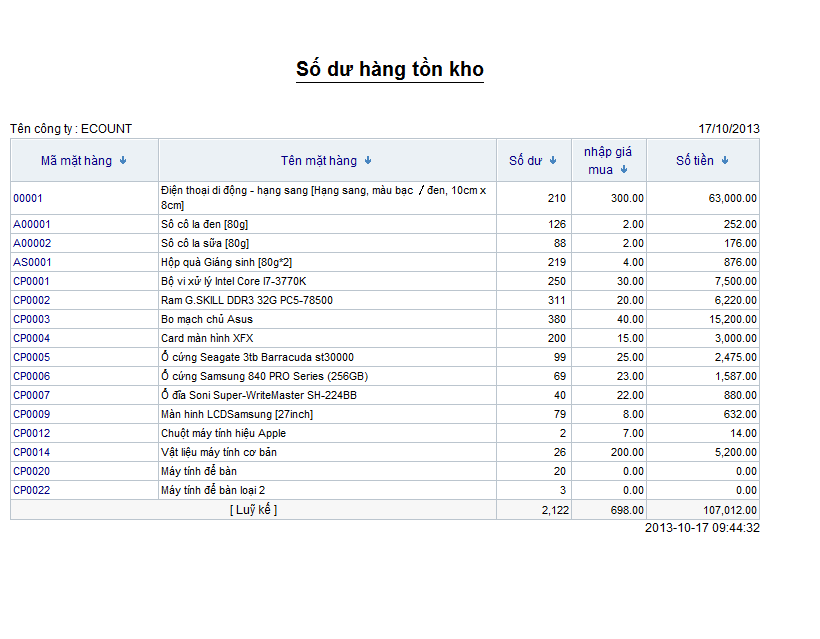 Số dư hàng tồn kho
Tên công ty : ECOUNT 17/10/2013
Mã mặt hàng Tên mặt hàng Số dư nhập giá mua Số tiền
00001 Điện thoại di động - hạng sang [Hạng sang, màu bạc / đen, 10cm x 8cm] 210 300.00 63,000.00
A00001 Sô cô la đen [80g] 126 2.00 252.00
A00002 Sô cô la sữa [80g] 88 2.00 176.00
AS0001 Hộp quà Giáng sinh [80g*2] 219 4.00 876.00
CP0001 Bộ vi xử lý Intel Core I7-3770K 250 30.00 7,500.00
CP0002 Ram G.SKILL DDR3 32G PC5-78500 311 20.00 6,220.00
CP0003 Bo mạch chủ Asus 380 40.00 15,200.00
CP0004 Card màn hình XFX 200 15.00 3,000.00
CP0005 Ổ cứng Seagate 3tb Barracuda st30000 99 25.00 2,475.00
CP0006 Ổ cứng Samsung 840 PRO Series (256GB) 69 23.00 1,587.00
CP0007 Ổ đĩa Soni Super-WriteMaster SH-224BB 40 22.00 880.00
CP0009 Màn hinh LCDSamsung [27inch] 79 8.00 632.00
CP0012 Chuột máy tính hiệu Apple 2 7.00 14.00
CP0014 Vật liệu máy tính cơ bản 26 200.00 5,200.00
CP0020 Máy tính để bàn 20 0.00 0.00
CP0022 Máy tính để bàn loại 2 3 0.00 0.00
[ Luỹ kế ] 2,122 698.00 107,012.00
2013-10-17 09:44:32